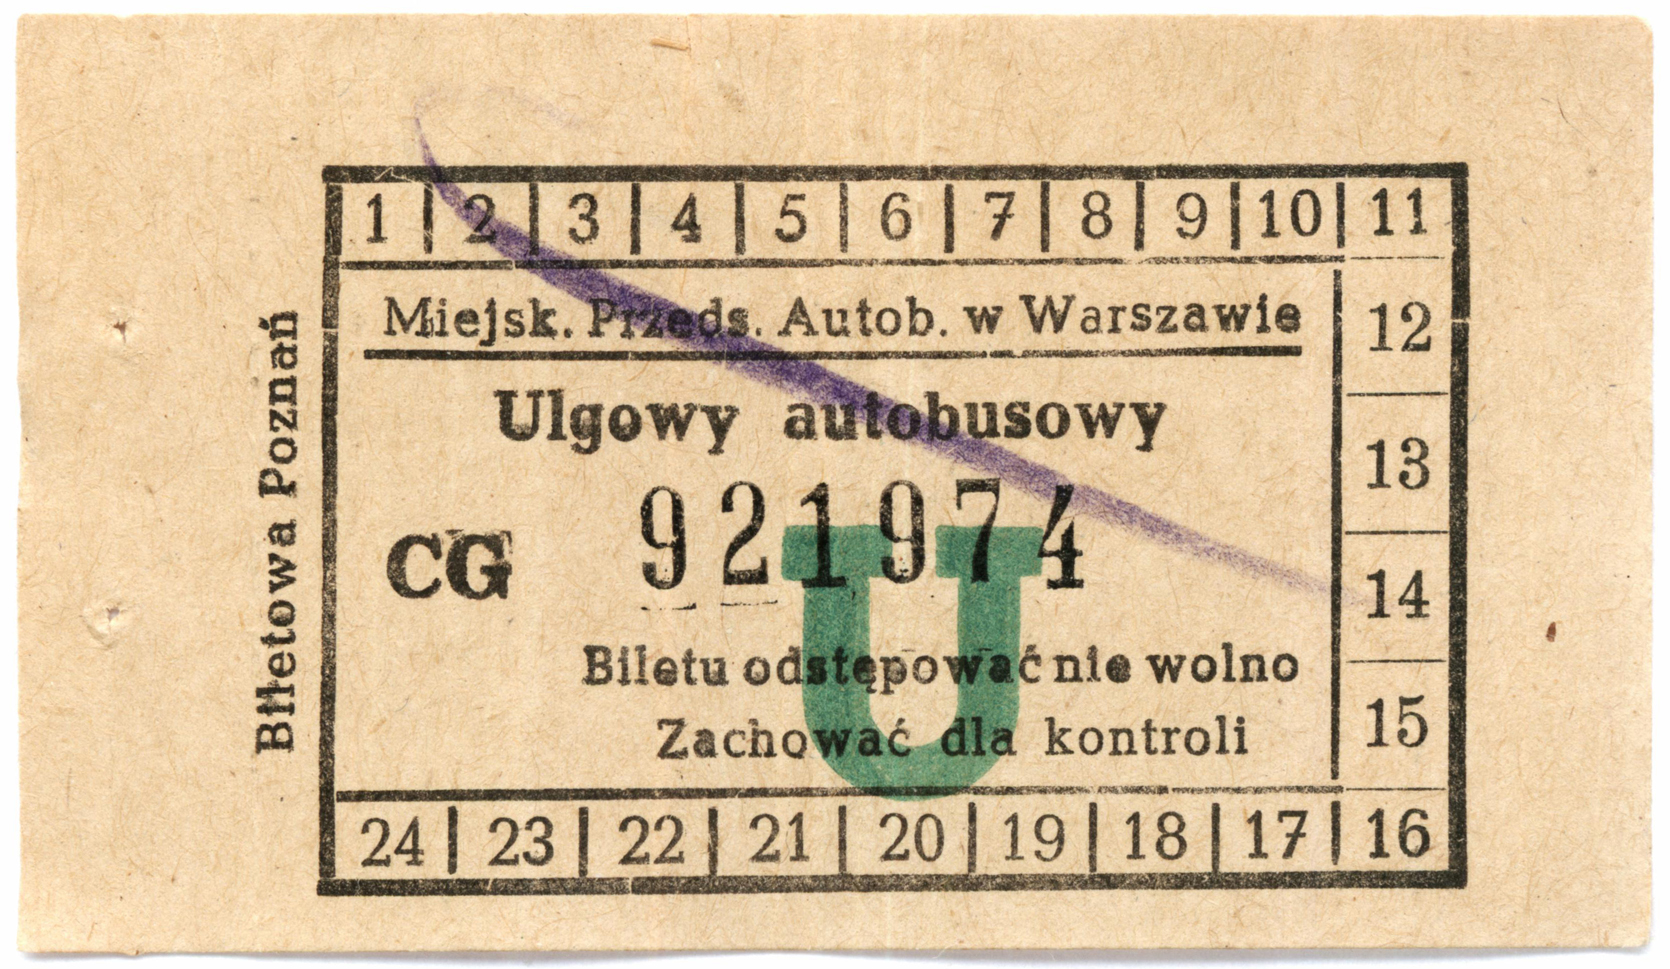 1 | 2 | 3 | 4 | 5 | 6 | 7 | 8 | 9 | 10 | 11
Miejsk. Przeds. Autob. w Warszawie
12
Ulgowy autobusowy
13
CG 921974
U
14
Biletu odstępować nie wolno
Zachować dla kontroli
15
24 | 23 | 22 | 21 | 20 | 19 | 18 | 17 | 16
Biletowa Poznań